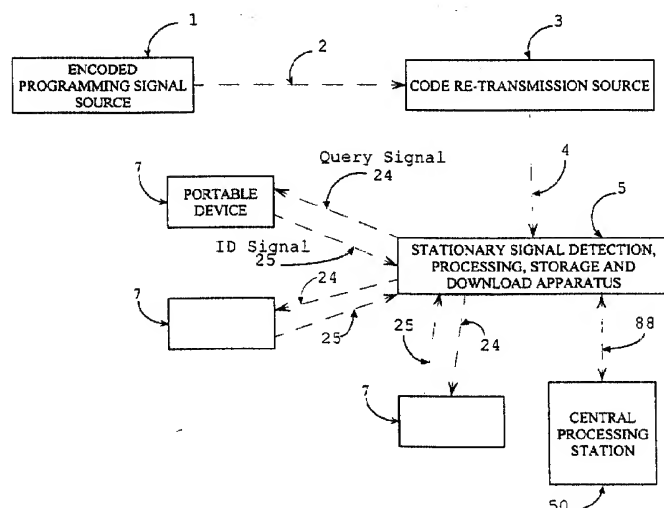 1
2
3
ENCODED
PROGRAMMING SIGNAL
SOURCE
CODE RE-TRANSMISSION SOURCE
4
5
Query Signal
24
7
PORTABLE
DEVICE
ID Signal
25
STATIONARY SIGNAL DETECTION,
PROCESSING, STORAGE AND
DOWNLOAD APPARATUS
7
24
25
25
24
88
7
CENTRAL
PROCESSING
STATION
50